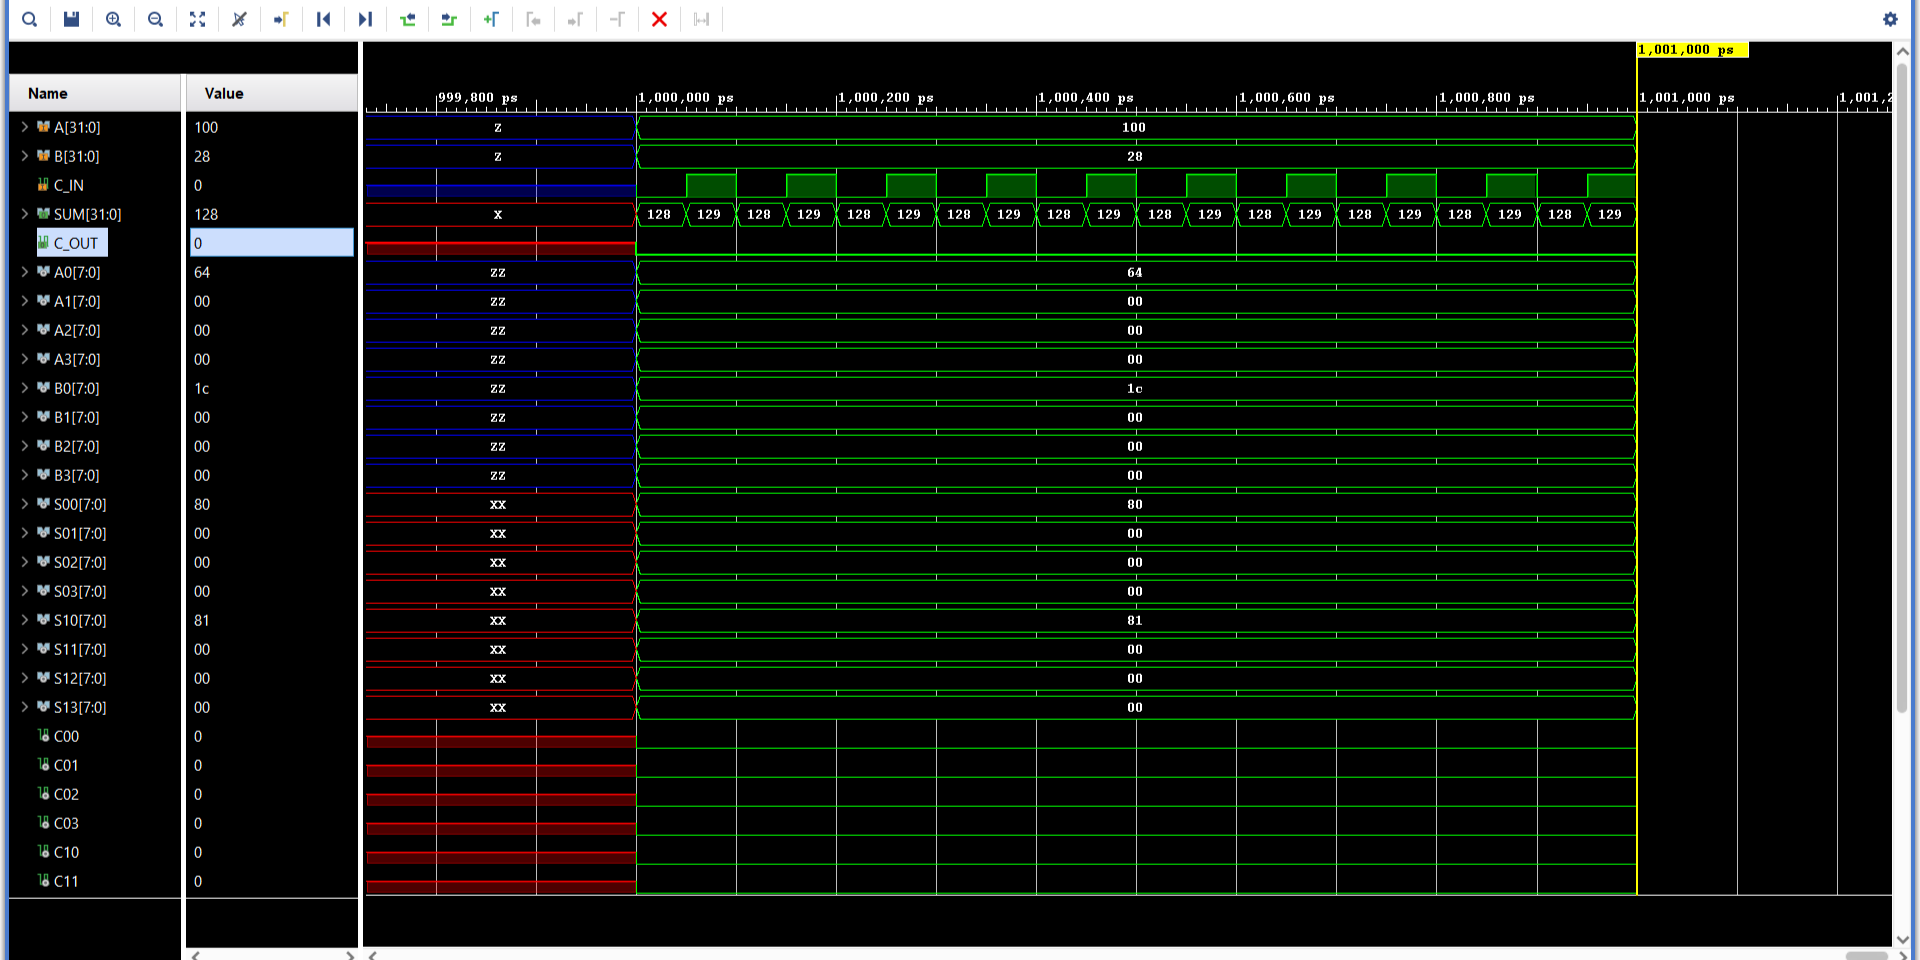 1,001,000 ps
Name Value 999,800 ps 1,000,000 ps 1,000,200 ps 1,000,400 ps 1,000,600 ps 1,000,800 ps 1,001,000 ps 1,001,2
A[31:0] 100 Z 100
B[31:0] 28 Z 28
C_IN 0
SUM[31:0] 128 X 128 129 128 129 128 129 128 129 128 129 128 129 128 129 128 129 128 129 128 129
C_OUT 0
A0[7:0] 64 ZZ 64
A1[7:0] 00 ZZ 00
A2[7:0] 00 ZZ 00
A3[7:0] 00 ZZ 00
B0[7:0] 1c ZZ 1c
B1[7:0] 00 ZZ 00
B2[7:0] 00 ZZ 00
B3[7:0] 00 ZZ 00
S00[7:0] 80 XX 80
S01[7:0] 00 XX 00
S02[7:0] 00 XX 00
S03[7:0] 00 XX 00
S10[7:0] 81 XX 81
S11[7:0] 00 XX 00
S12[7:0] 00 XX 00
S13[7:0] 00 XX 00
C00 0
C01 0
C02 0
C03 0
C10 0
C11 0